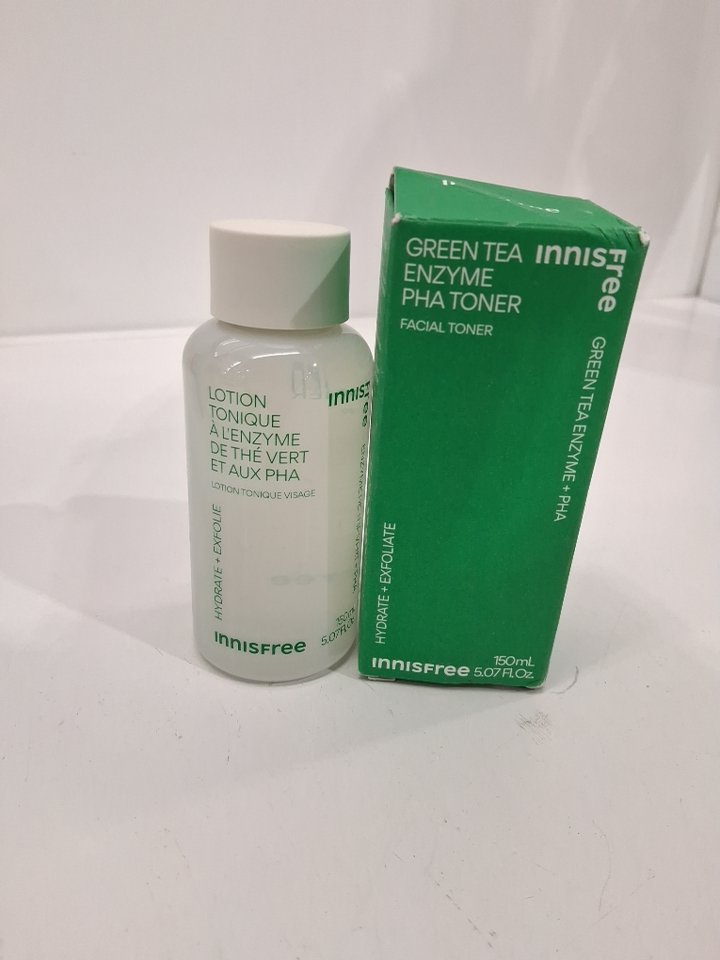 LOTION
TONIQUE
À L'ENZYME
DE THÉ VERT
ET AUX PHA
LOTION TONIQUE VISAGE
HYDRATE + EXFOLIE
INNISFree
INNISFree
150mL
5.07 Fl.Oz.
GREEN TEA
ENZYME
PHA TONER
FACIAL TONER
INNISFree
GREEN TEA ENZYME + PHA
HYDRATE + EXFOLIATE
INNISFree
150mL
5.07 Fl.Oz.